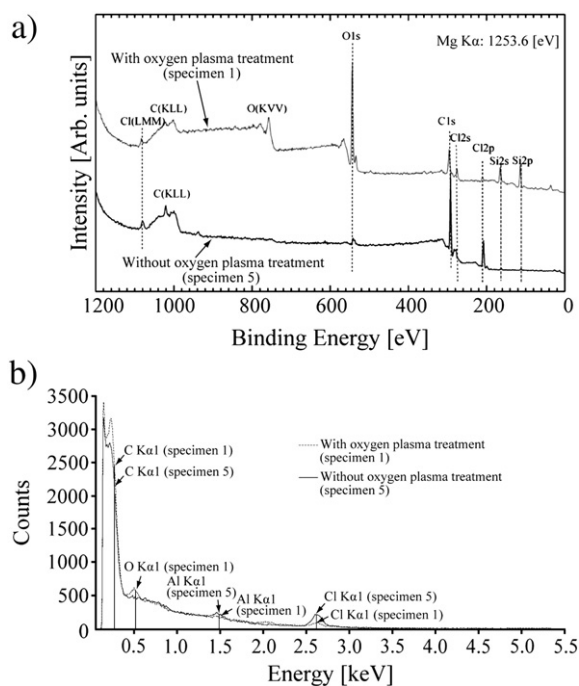 a)
O1s
Mg Kα: 1253.6 [eV]
With oxygen plasma treatment
(specimen 1)
C(KLL)
Cl(LMM)
O(KVV)
C1s
Cl2s
Cl2p
Si2s
Si2p
C(KLL)
Without oxygen plasma treatment
(specimen 5)
Intensity [Arb. units]
1200
1000
800
600
400
200
0
Binding Energy [eV]
b)
3500
3000
2500
2000
1500
1000
500
0
C Kα1 (specimen 1)
C Kα1 (specimen 5)
With oxygen plasma treatment
(specimen 1)
Without oxygen plasma treatment
(specimen 5)
O Kα1 (specimen 1)
Al Kα1
(specimen 5)
Al Kα1
(specimen 1)
Cl Kα1 (specimen 5)
Cl Kα1 (specimen 1)
Counts
0.5
1.0
1.5
2.0
2.5
3.0
3.5
4.0
4.5
5.0
5.5
Energy [keV]